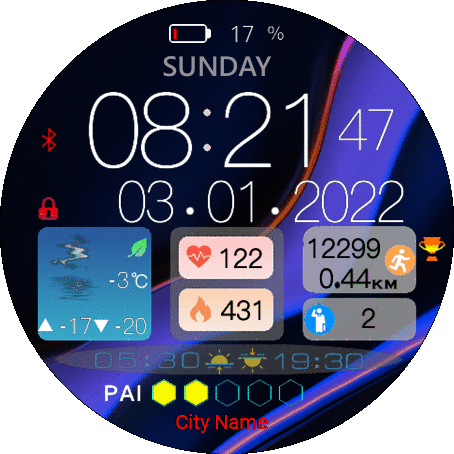 17 %
SUNDAY
08:21 47
03.01.2022
122
12299
-3°C
0.44КМ
431
▲ -17▼ -20
2
05:30 19:30
PAI
City Name